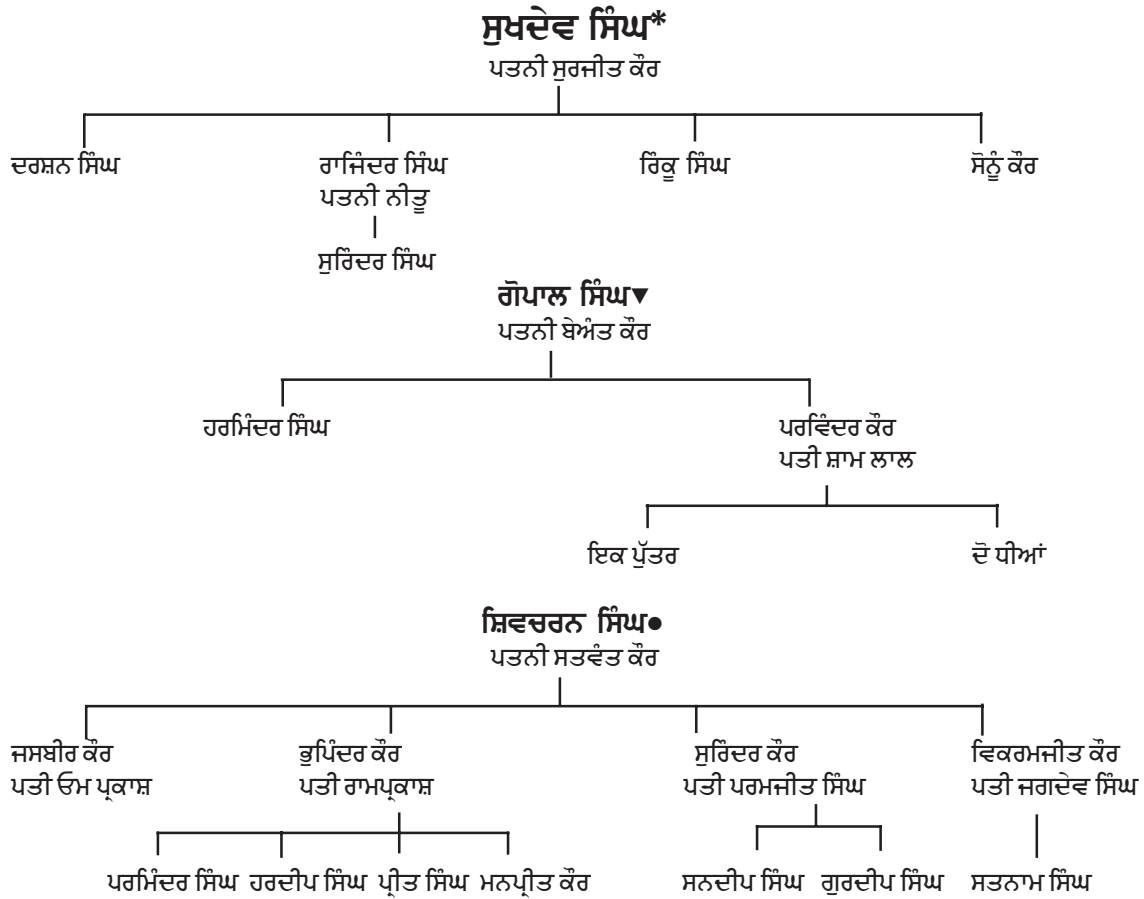 ਸੁਖਦੇਵ ਸਿੰਘ*
ਪਤਨੀ ਸੁਰਜੀਤ ਕੌਰ
ਦਰਸ਼ਨ ਸਿੰਘ ਰਾਜਿੰਦਰ ਸਿੰਘ ਰਿੰਕੂ ਸਿੰਘ ਸੋਨੂੰ ਕੌਰ
ਪਤਨੀ ਨੀਤੂ
ਸੁਰਿੰਦਰ ਸਿੰਘ
ਗੋਪਾਲ ਸਿੰਘ▼
ਪਤਨੀ ਬੇਅੰਤ ਕੌਰ
ਹਰਮਿੰਦਰ ਸਿੰਘ ਪਰਵਿੰਦਰ ਕੌਰ
ਪਤੀ ਸ਼ਾਮ ਲਾਲ
ਇਕ ਪੁੱਤਰ ਦੋ ਧੀਆਂ
ਸ਼ਿਵਚਰਨ ਸਿੰਘ●
ਪਤਨੀ ਸਤਵੰਤ ਕੌਰ
ਜਸਬੀਰ ਕੌਰ ਭੁਪਿੰਦਰ ਕੌਰ ਸੁਰਿੰਦਰ ਕੌਰ ਵਿਕਰਮਜੀਤ ਕੌਰ
ਪਤੀ ਓਮ ਪ੍ਰਕਾਸ਼ ਪਤੀ ਰਾਮਪ੍ਰਕਾਸ਼ ਪਤੀ ਪਰਮਜੀਤ ਸਿੰਘ ਪਤੀ ਜਗਦੇਵ ਸਿੰਘ
ਪਰਮਿੰਦਰ ਸਿੰਘ ਹਰਦੀਪ ਸਿੰਘ ਪ੍ਰੀਤ ਸਿੰਘ ਮਨਪ੍ਰੀਤ ਕੌਰ ਸਨਦੀਪ ਸਿੰਘ ਗੁਰਦੀਪ ਸਿੰਘ ਸਤਨਾਮ ਸਿੰਘ